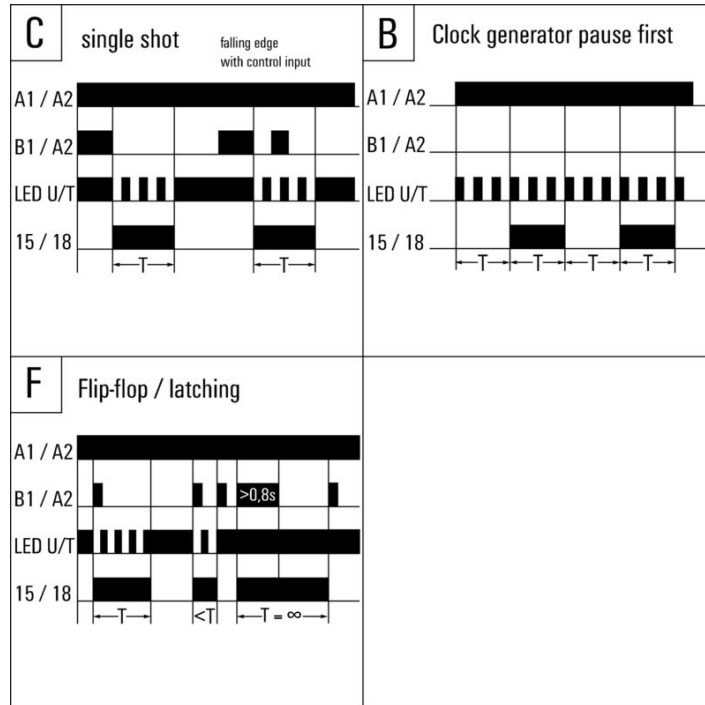 C single shot falling edge
with control input
A1 / A2
B1 / A2
LED U/T
15 / 18
T T
B Clock generator pause first
A1 / A2
B1 / A2
LED U/T
15 / 18
T T T T
F Flip-flop / latching
A1 / A2
B1 / A2 >0,8s
LED U/T
15 / 18
T <T T = ∞